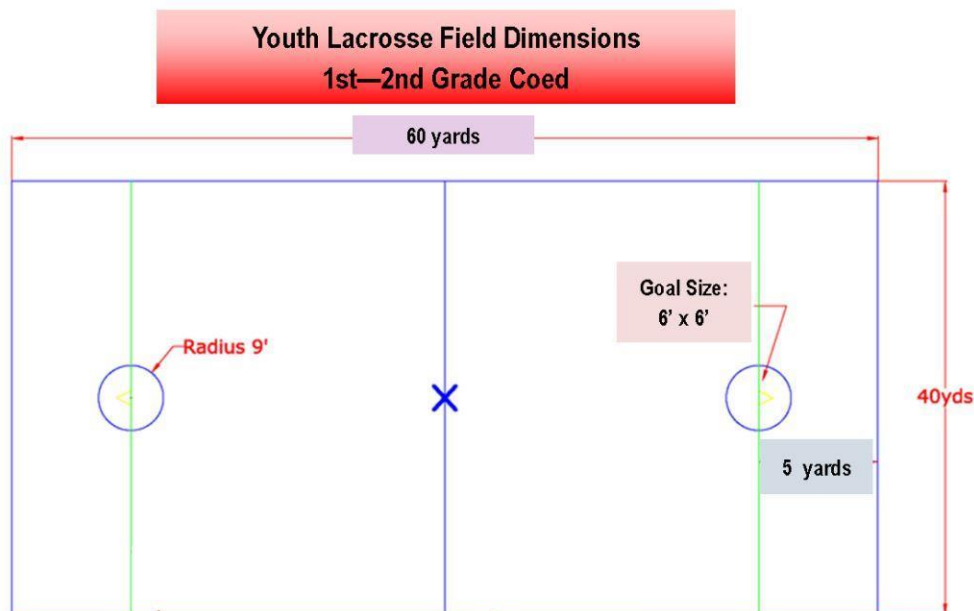 Youth Lacrosse Field Dimensions
1st—2nd Grade Coed
60 yards
Goal Size:
6’ x 6’
Radius 9'
40yds
5 yards